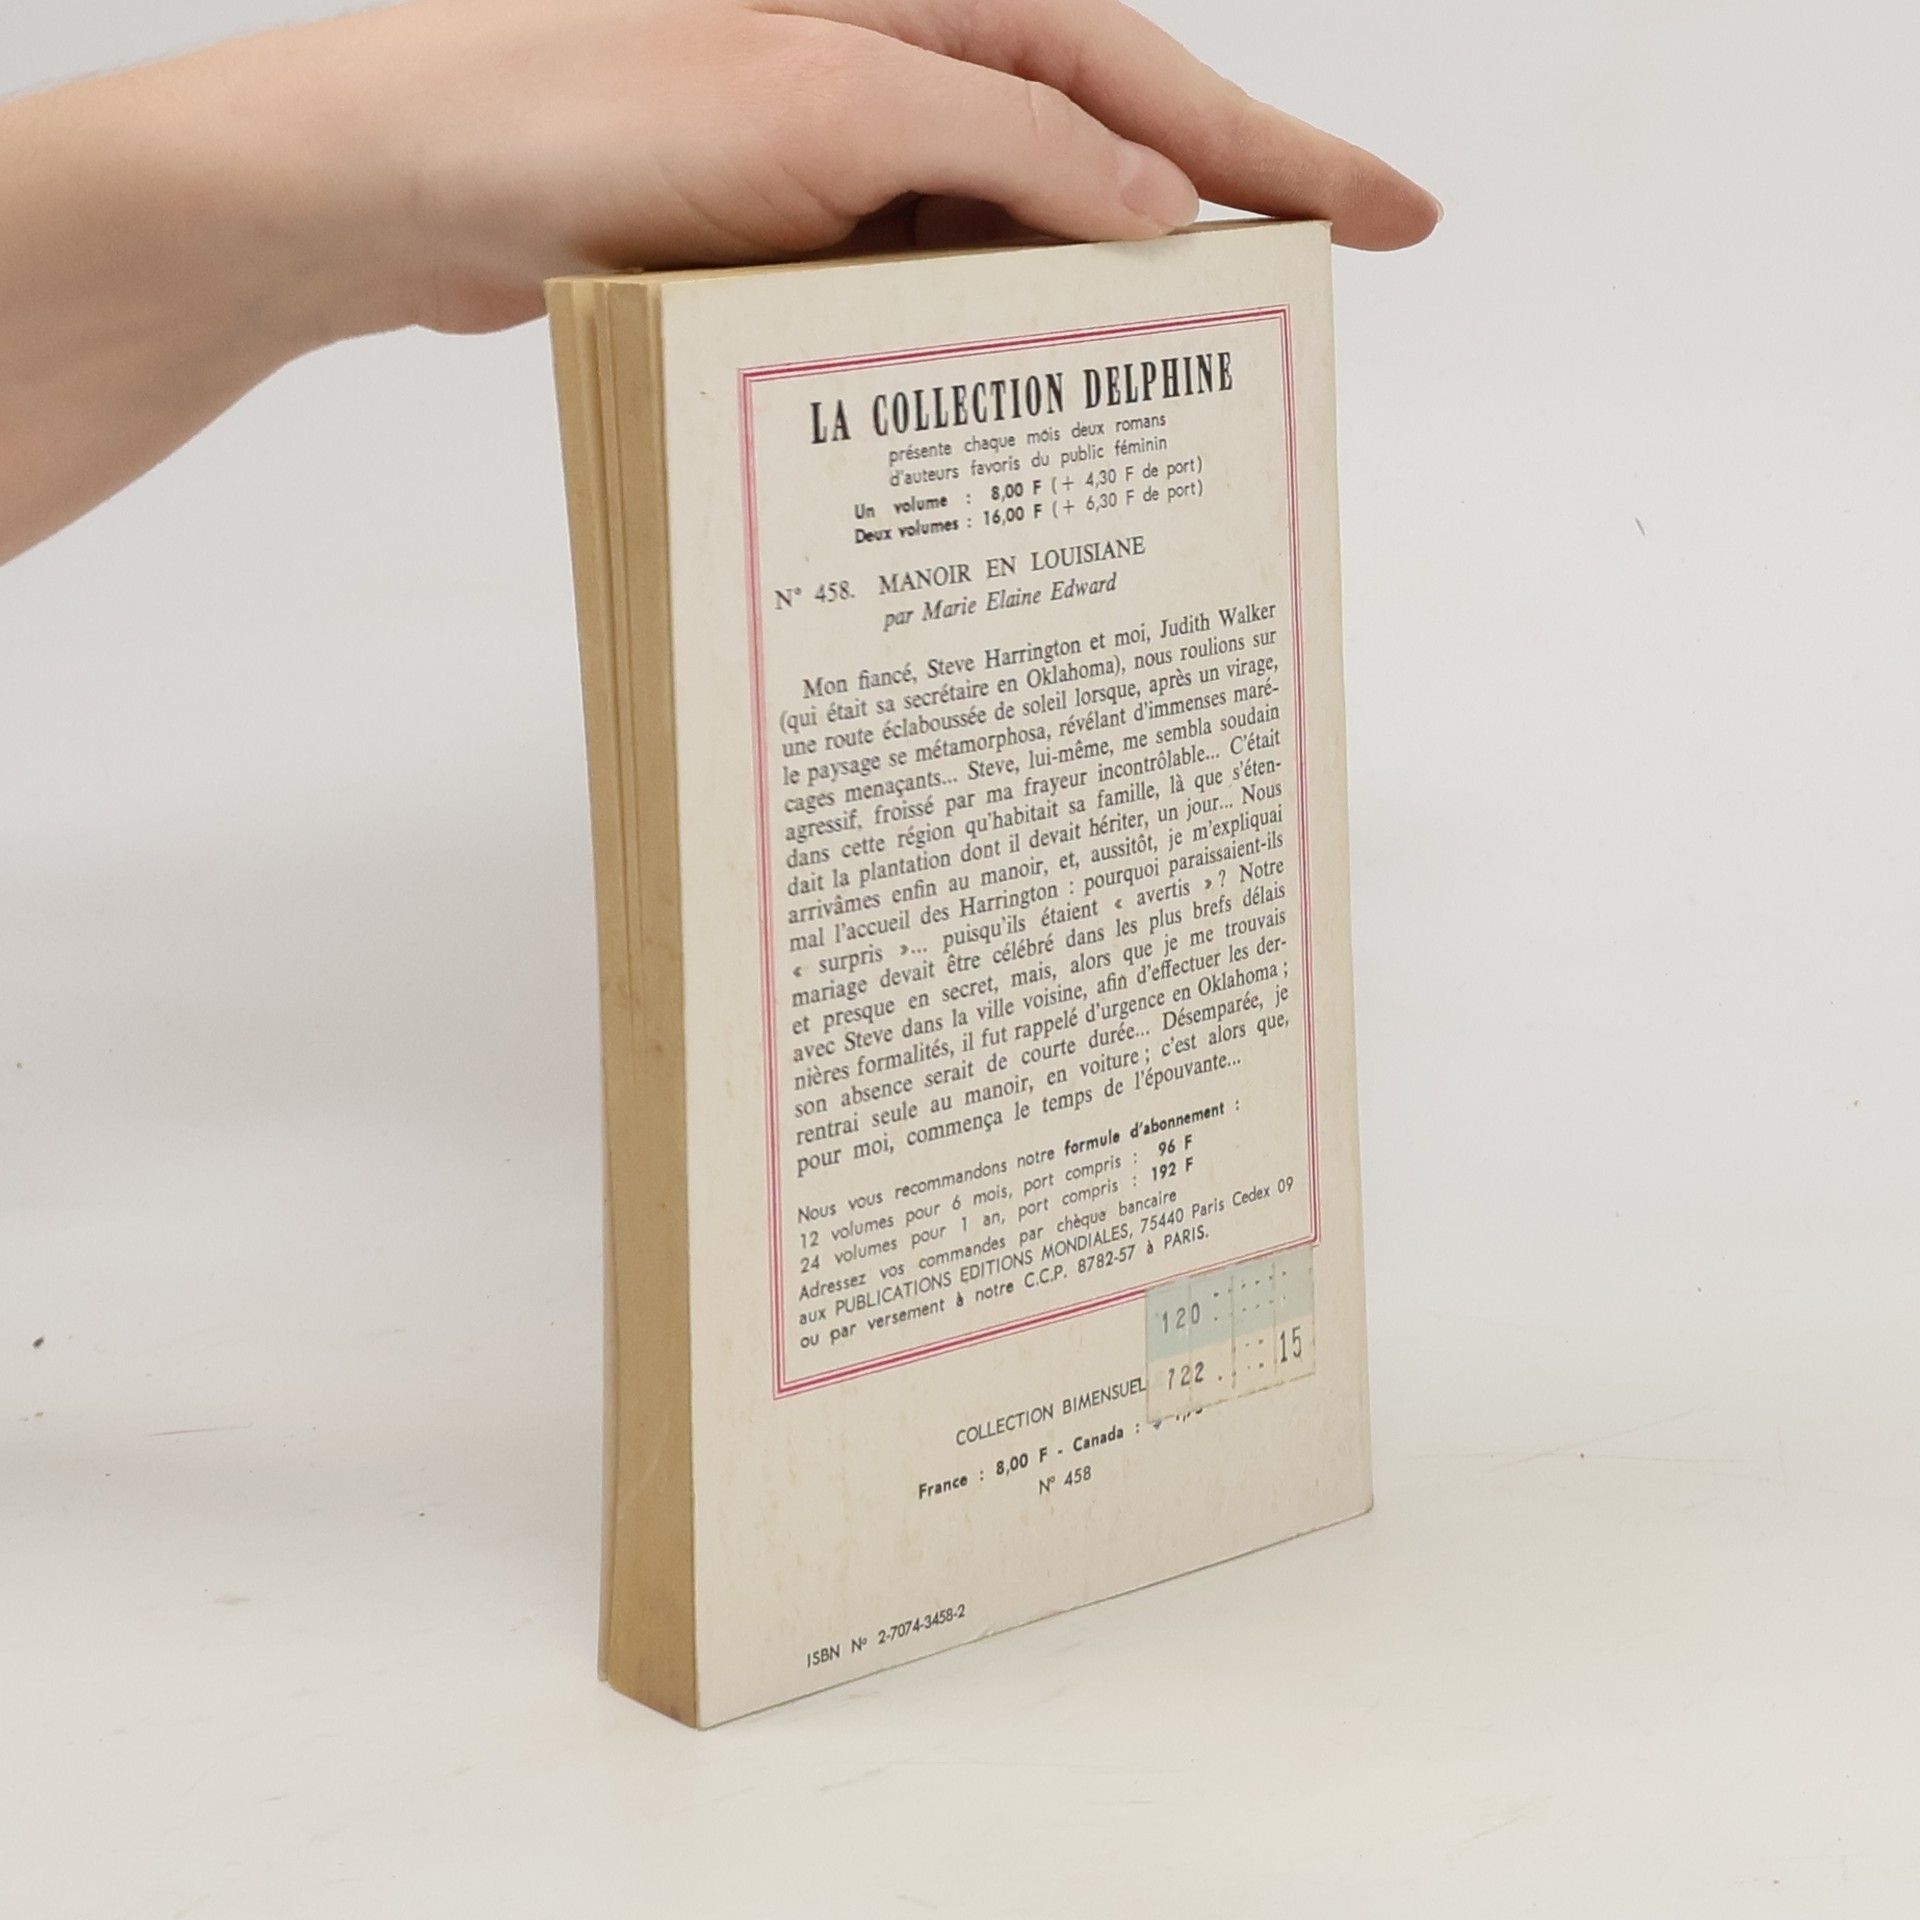 LA COLLECTION DELPHINE
présente chaque mois deux romans
d'auteurs favoris du public féminin
Un volume : 8,00 F (+ 4,30 F de port)
Deux volumes : 16,00 F (+ 6,30 F de port)
N° 458. MANOIR EN LOUISIANE
par Marie Elaine Edward
Mon fiancé, Steve Harrington et moi, Judith Walker
(qui était sa secrétaire en Oklahoma), nous roulions sur
une route éclaboussée de soleil lorsque, après un virage,
le paysage se métamorphosa, révélant d'immenses maré-
cages menaçants... Steve, lui-même, me sembla soudain
agressif, froissé par ma frayeur incontrôlable... C'était
dans cette région qu'habitait sa famille, là que s'éten-
dait la plantation dont il devait hériter, un jour... Nous
arrivâmes enfin au manoir, et, aussitôt, je m'expliquai
mal l'accueil des Harrington : pourquoi paraissaient-ils
« surpris »... puisqu'ils étaient « avertis » ? Notre
mariage devait être célébré dans les plus brefs délais
et presque en secret, mais, alors que je me trouvais
avec Steve dans la ville voisine, afin d'effectuer les der-
nières formalités, il fut rappelé d'urgence en Oklahoma ;
son absence serait de courte durée... Désemparée, je
rentrai seule au manoir, en voiture ; c'est alors que,
pour moi, commença le temps de l'épouvante...
Nous vous recommandons notre formule d'abonnement :
12 volumes pour 6 mois, port compris : 96 F
24 volumes pour 1 an, port compris : 192 F
Adressez vos commandes par chèque bancaire
aux PUBLICATIONS EDITIONS MONDIALES, 75440 Paris Cedex 09
ou par versement à notre C.C.P. 8782-57 à PARIS.
120
722 15
COLLECTION BIMENSUEL
France : 8,00 F - Canada :
N° 458
ISBN N° 2-7074-3458-2